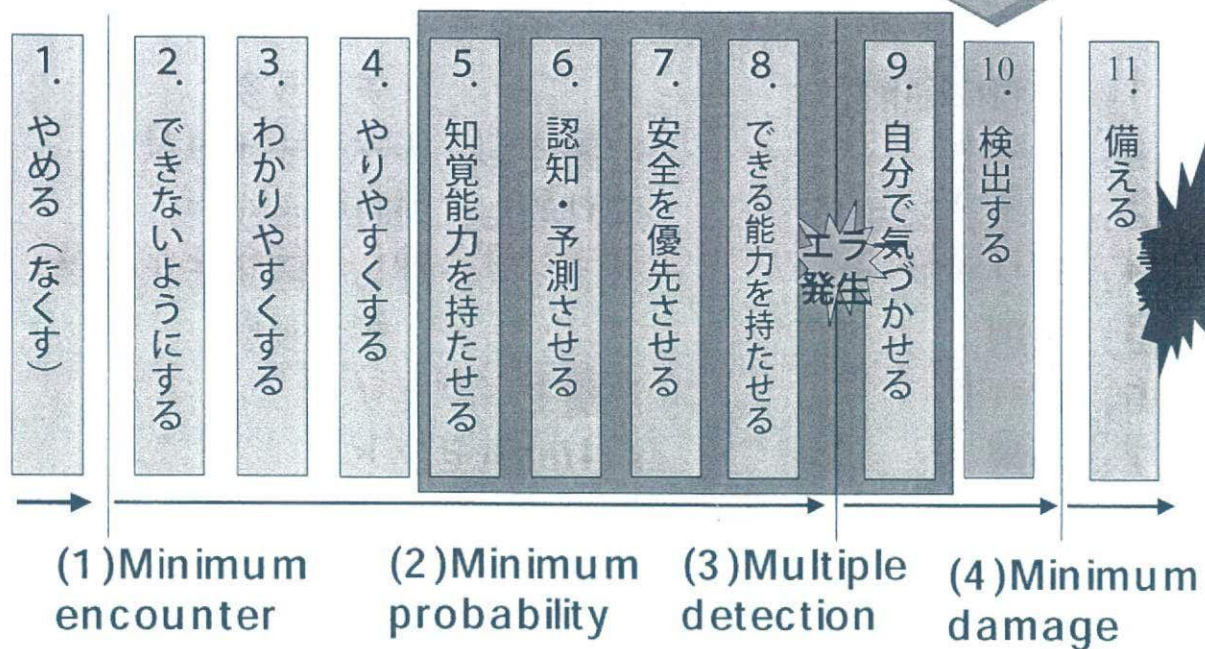 1. やめる（なくす）
2. できないようにする
3. わかりやすくする
4. やりやすくする
5. 知覚能力を持たせる
6. 認知・予測させる
7. 安全を優先させる
8. できる能力を持たせる
エラー
発生
9. 自分で気づかせる
10. 検出する
11. 備える
(1)Minimum
encounter
(2)Minimum
probability
(3)Multiple
detection
(4)Minimum
damage